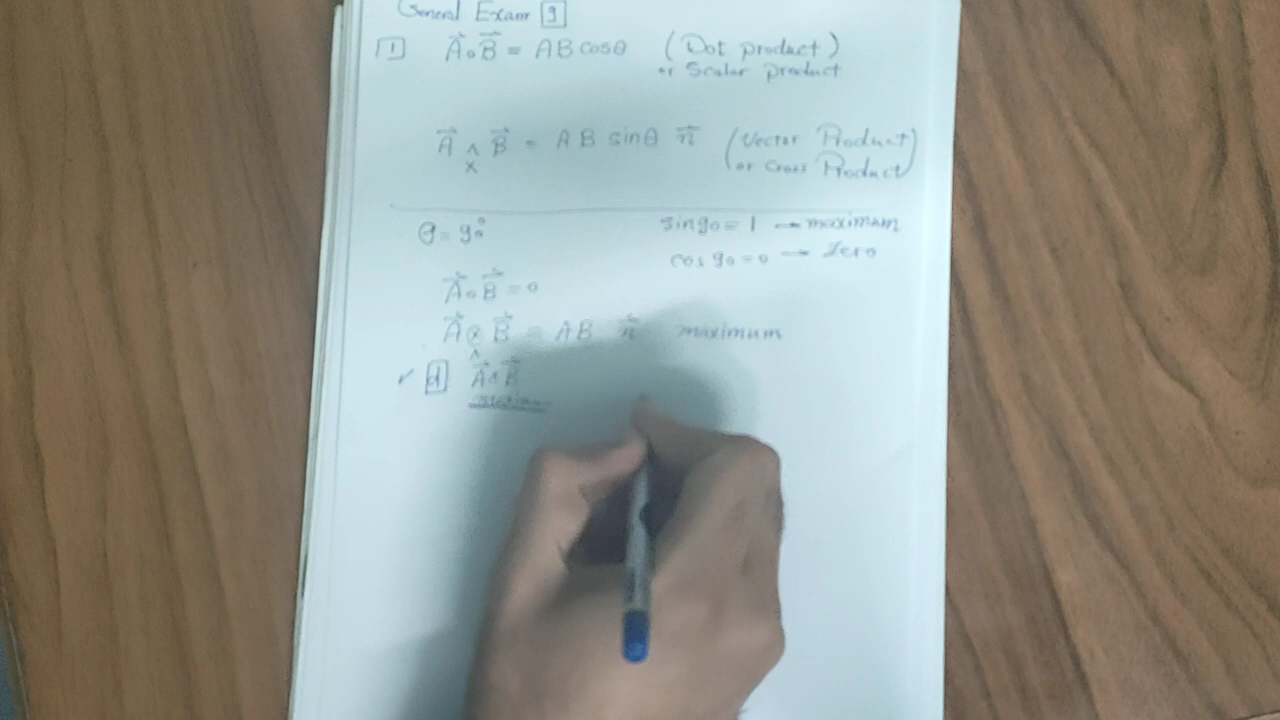 General Exam 9
1 A⃗ ∘ B⃗ = AB cosθ (Dot product)
or Scalar product
A⃗ ∧ B⃗ = AB sinθ n⃗ (Vector Product
x or Cross Product)
θ = 90° sin90 = 1 → maximum
cos 90 = 0 → Zero
A⃗ ∘ B⃗ = 0
A⃗ ⊗ B⃗ = AB n⃗ maximum
∧
✓ d A⃗ ∧ B⃗